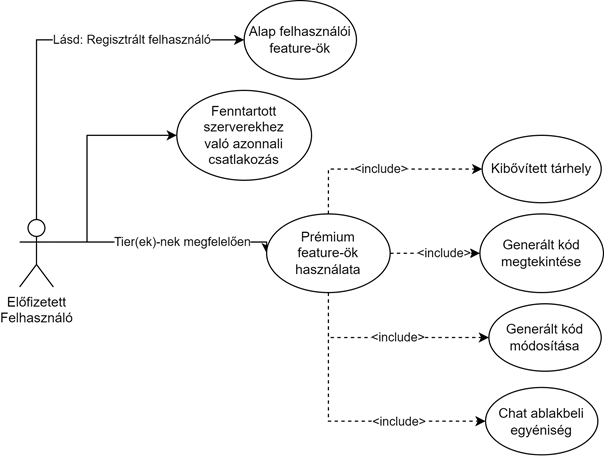 Lásd: Regisztrált felhasználó
Alap felhasználói
feature-ök
Fenntartott
szerverekhez
való azonnali
csatlakozás
<include>
Kibővített tárhely
Tier(ek)-nek megfelelően
Prémium
feature-ök
használata
<include>
Generált kód
megtekintése
Előfizetett
Felhasználó
<include>
Generált kód
módosítása
<include>
Chat ablakbeli
egyéniség